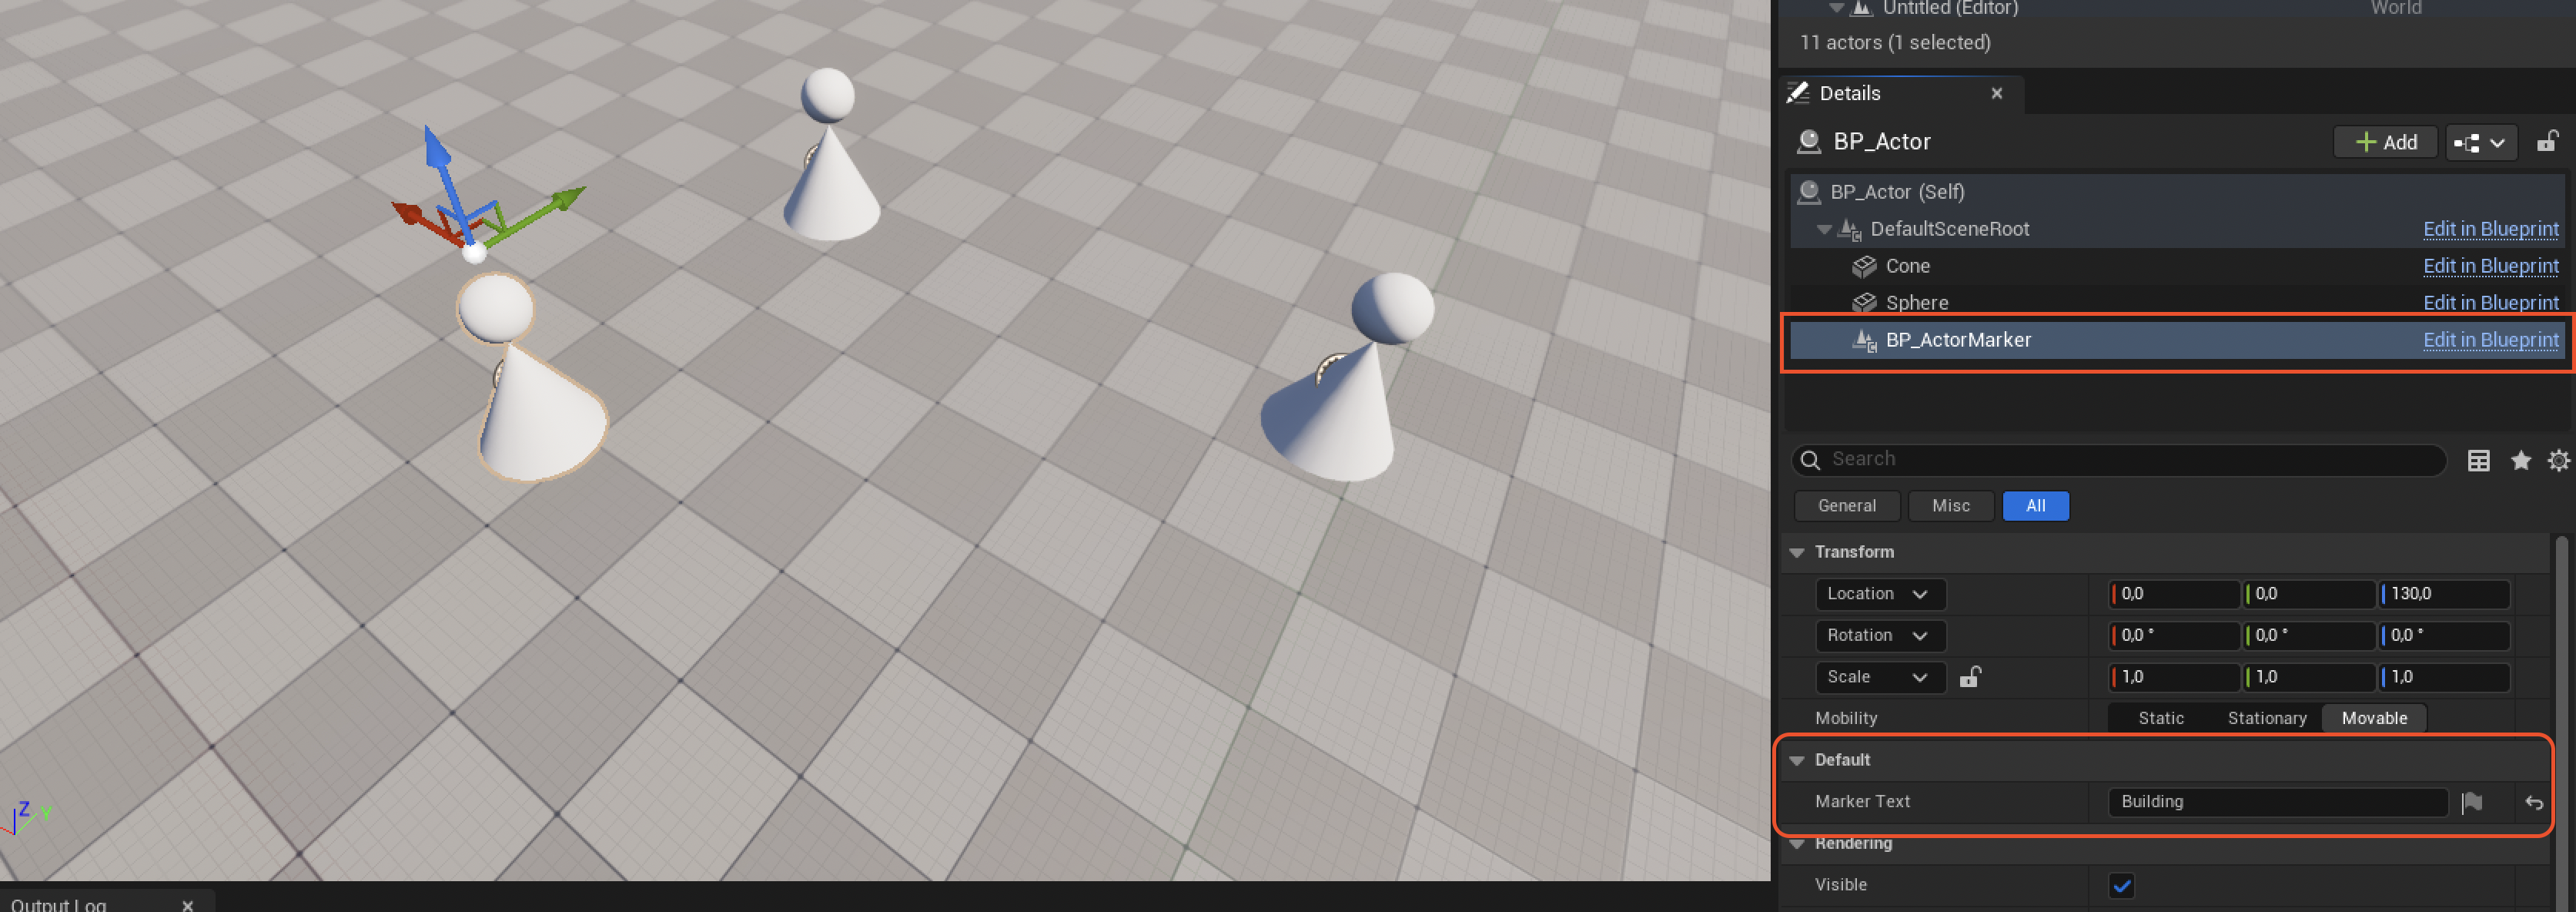 Untitled (Editor) World
11 actors (1 selected)
Details
BP_Actor
Add
BP_Actor (Self)
DefaultSceneRoot Edit in Blueprint
Cone Edit in Blueprint
Sphere Edit in Blueprint
BP_ActorMarker Edit in Blueprint
Search
General Misc All
Transform
Location 0,0 0,0 130,0
Rotation 0,0 ° 0,0 ° 0,0 °
Scale 1,0 1,0 1,0
Mobility Static Stationary Movable
Default
Marker Text Building
Rendering
Visible
Z Y
Output Log